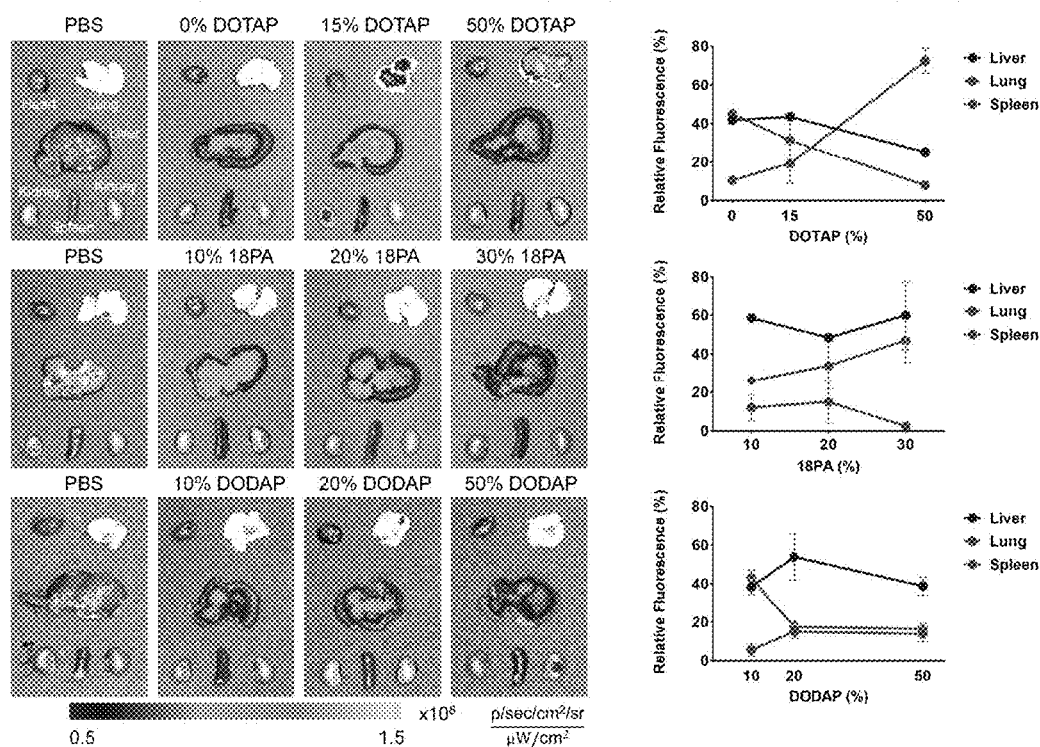 PBS 0% DOTAP 15% DOTAP 50% DOTAP
PBS 10% 18PA 20% 18PA 30% 18PA
PBS 10% DODAP 20% DODAP 50% DODAP
0.5 1.5 x10⁸ p/sec/cm²/sr
µW/cm²
Relative Fluorescence (%)
80
60
40
20
0
0 15 50
DOTAP (%)
Liver
Lung
Spleen
Relative Fluorescence (%)
80
60
40
20
0
10 20 30
18PA (%)
Liver
Lung
Spleen
Relative Fluorescence (%)
80
60
40
20
0
10 20 50
DODAP (%)
Liver
Lung
Spleen